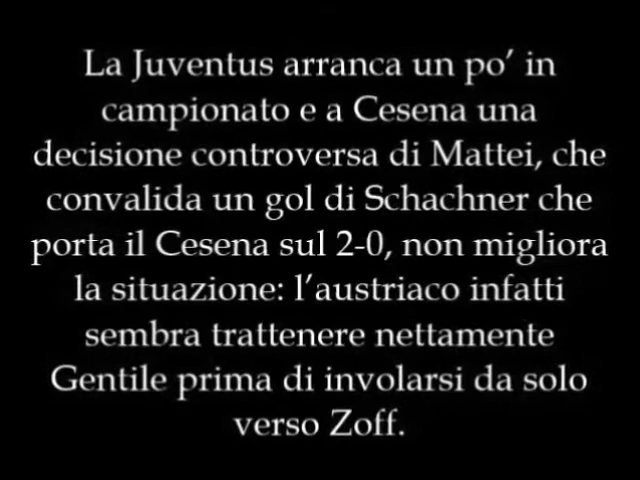 La Juventus arranca un po’ in
campionato e a Cesena una
decisione controversa di Mattei, che
convalida un gol di Schachner che
porta il Cesena sul 2-0, non migliora
la situazione: l’austriaco infatti
sembra trattenere nettamente
Gentile prima di involarsi da solo
verso Zoff.